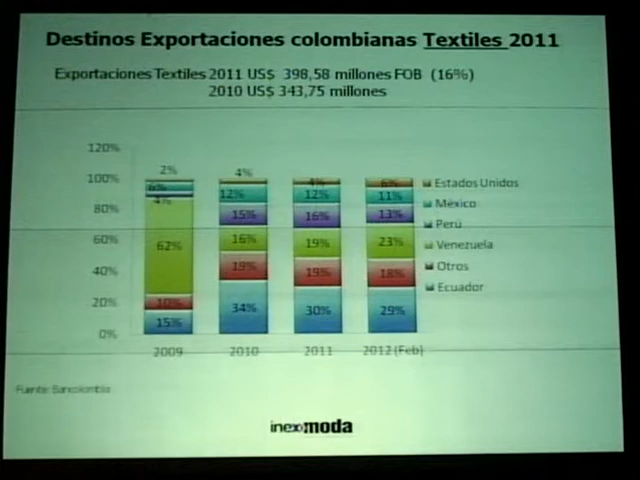 Destinos Exportaciones colombianas Textiles 2011
Exportaciones Textiles 2011 US$ 398,58 millones FOB (16%)
2010 US$ 343,75 millones
120%
100%
80%
60%
40%
20%
0%
2%
6%
4%
62%
10%
15%
4%
12%
15%
16%
19%
34%
4%
12%
16%
19%
19%
30%
6%
11%
13%
23%
18%
29%
Estados Unidos
México
Perú
Venezuela
Otros
Ecuador
2009 2010 2011 2012 (Feb)
Fuente: Bancolombia
inexmoda